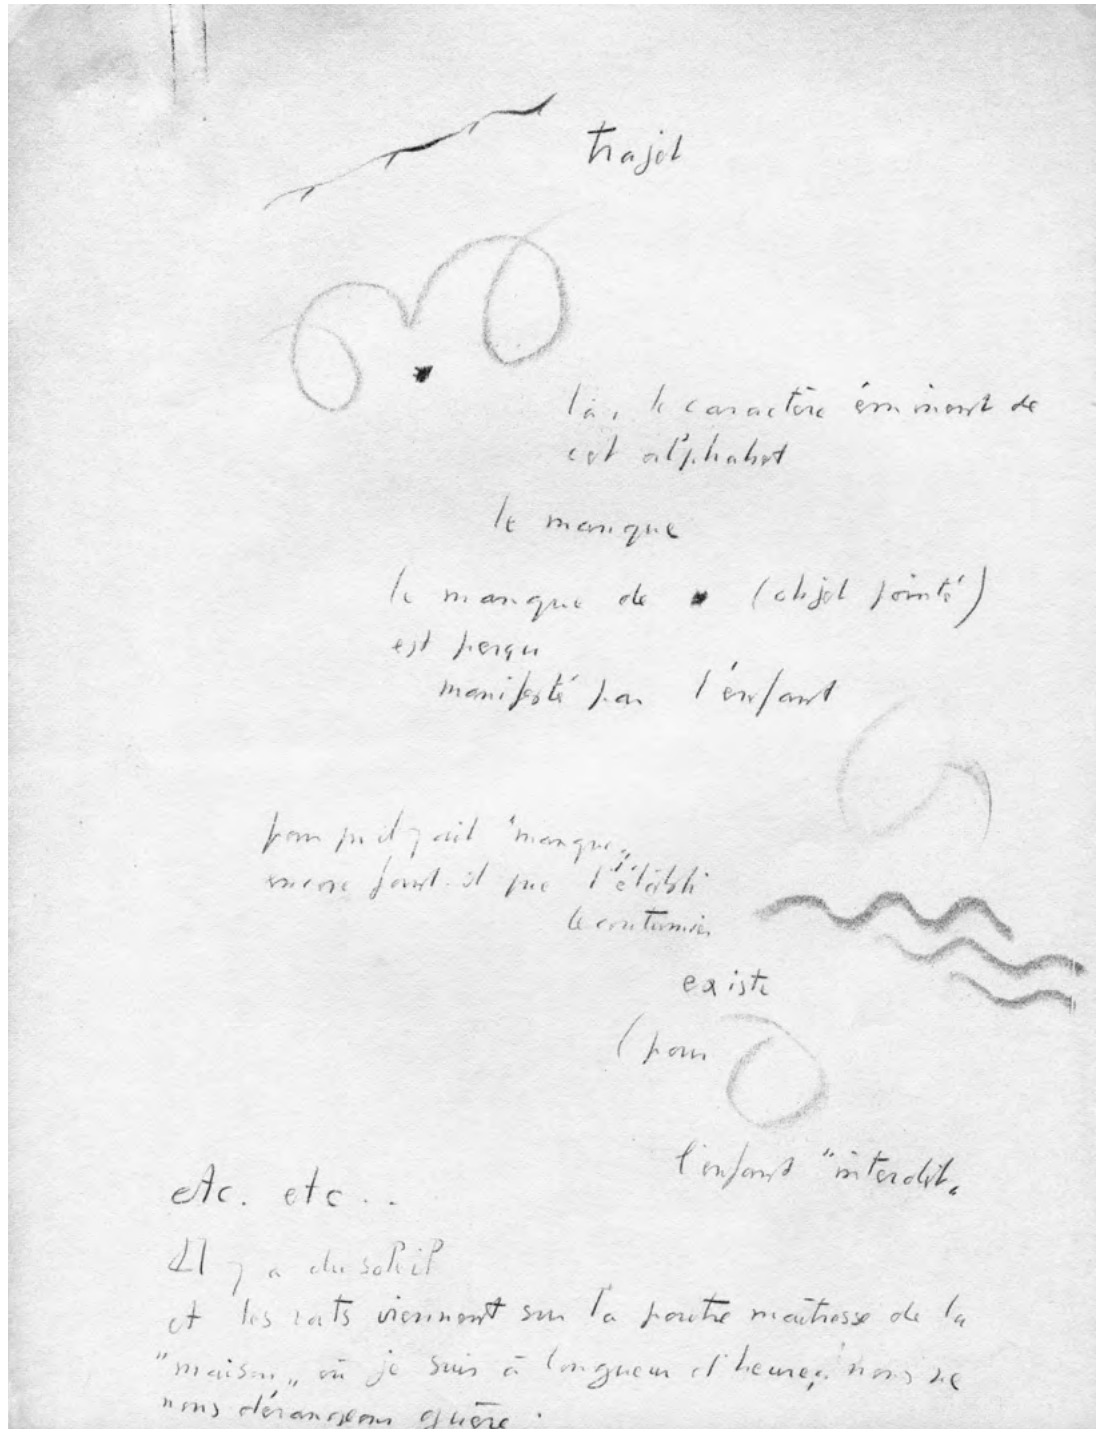 trajet
là, le caractère éminent de
cet alphabet
le manque
le manque de (objet pointé)
est perçu
manifesté par l'enfant
pour qu'il y ait "manque"
encore faut-il que l'établi
le coutumier
existe
(pour
l'enfant "interdit"
etc. etc..
Il y a du soleil
et les rats viennent sur la poutre maîtresse de la
"maison" où je suis à longueur d'heures, nous ne
nous dérangeons guère.